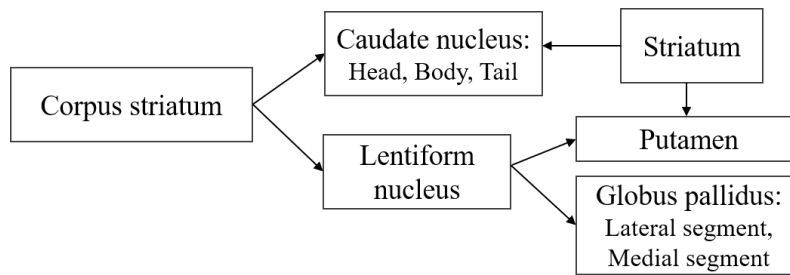 Caudate nucleus:
Head, Body, Tail
Striatum
Corpus striatum
Lentiform
nucleus
Putamen
Globus pallidus:
Lateral segment,
Medial segment